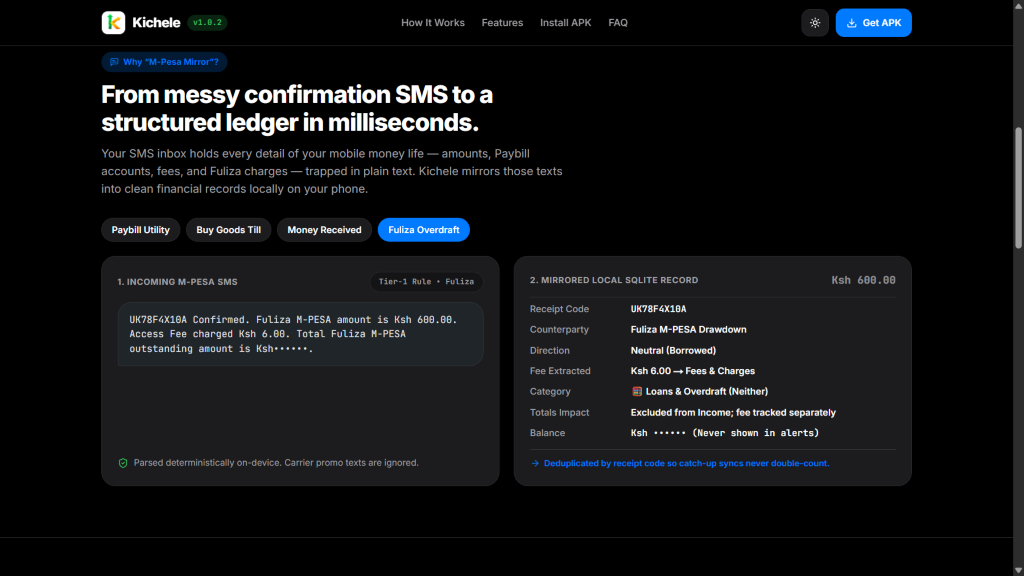 Kichele v1.0.2 How It Works Features Install APK FAQ Get APK
Why “M-Pesa Mirror”?
From messy confirmation SMS to a
structured ledger in milliseconds.
Your SMS inbox holds every detail of your mobile money life — amounts, Paybill
accounts, fees, and Fuliza charges — trapped in plain text. Kichele mirrors those texts
into clean financial records locally on your phone.
Paybill Utility Buy Goods Till Money Received Fuliza Overdraft
1. INCOMING M-PESA SMS Tier-1 Rule • Fuliza
UK78F4X10A Confirmed. Fuliza M-PESA amount is Ksh 600.00.
Access Fee charged Ksh 6.00. Total Fuliza M-PESA
outstanding amount is Ksh••••••.
Parsed deterministically on-device. Carrier promo texts are ignored.
2. MIRRORED LOCAL SQLITE RECORD Ksh 600.00
Receipt Code UK78F4X10A
Counterparty Fuliza M-PESA Drawdown
Direction Neutral (Borrowed)
Fee Extracted Ksh 6.00 → Fees & Charges
Category 🧮 Loans & Overdraft (Neither)
Totals Impact Excluded from Income; fee tracked separately
Balance Ksh •••••• (Never shown in alerts)
→ Deduplicated by receipt code so catch-up syncs never double-count.